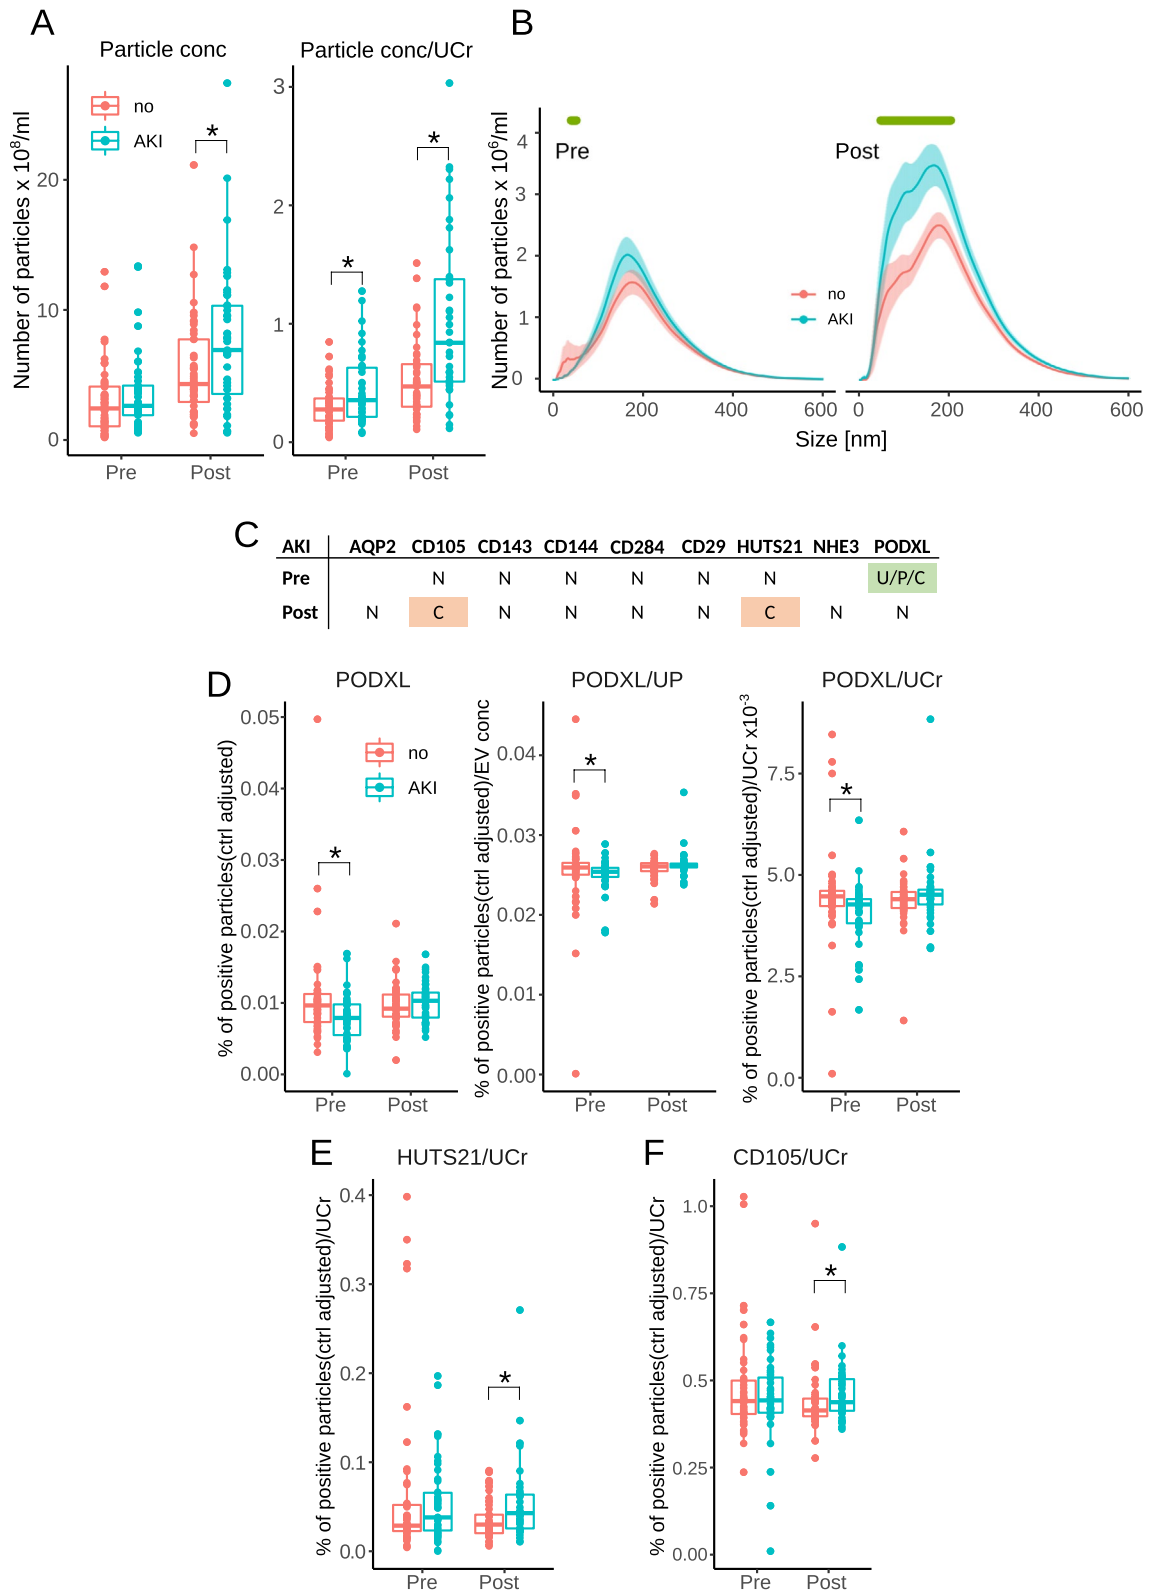 A
Particle conc
Particle conc/UCr
Number of particles x 10⁸/ml
no
AKI
*
*
*
20
10
0
3
2
1
0
Pre
Post
Pre
Post
B
Number of particles x 10⁶/ml
Pre
Post
4
3
2
1
0
no
AKI
0
200
400
600
0
200
400
600
Size [nm]
C
AKI AQP2 CD105 CD143 CD144 CD284 CD29 HUTS21 NHE3 PODXL
Pre N N N N N N U/P/C
Post N C N N N N C N N
D
PODXL
% of positive particles(ctrl adjusted)
no
AKI
*
0.05
0.04
0.03
0.02
0.01
0.00
Pre
Post
PODXL/UP
% of positive particles(ctrl adjusted)/EV conc
*
0.04
0.03
0.02
0.01
0.00
Pre
Post
PODXL/UCr
% of positive particles(ctrl adjusted)/UCr x10⁻³
*
7.5
5.0
2.5
0.0
Pre
Post
E
HUTS21/UCr
% of positive particles(ctrl adjusted)/UCr
*
0.4
0.3
0.2
0.1
0.0
Pre
Post
F
CD105/UCr
% of positive particles(ctrl adjusted)/UCr
*
1.0
0.75
0.5
0.25
0.00
Pre
Post